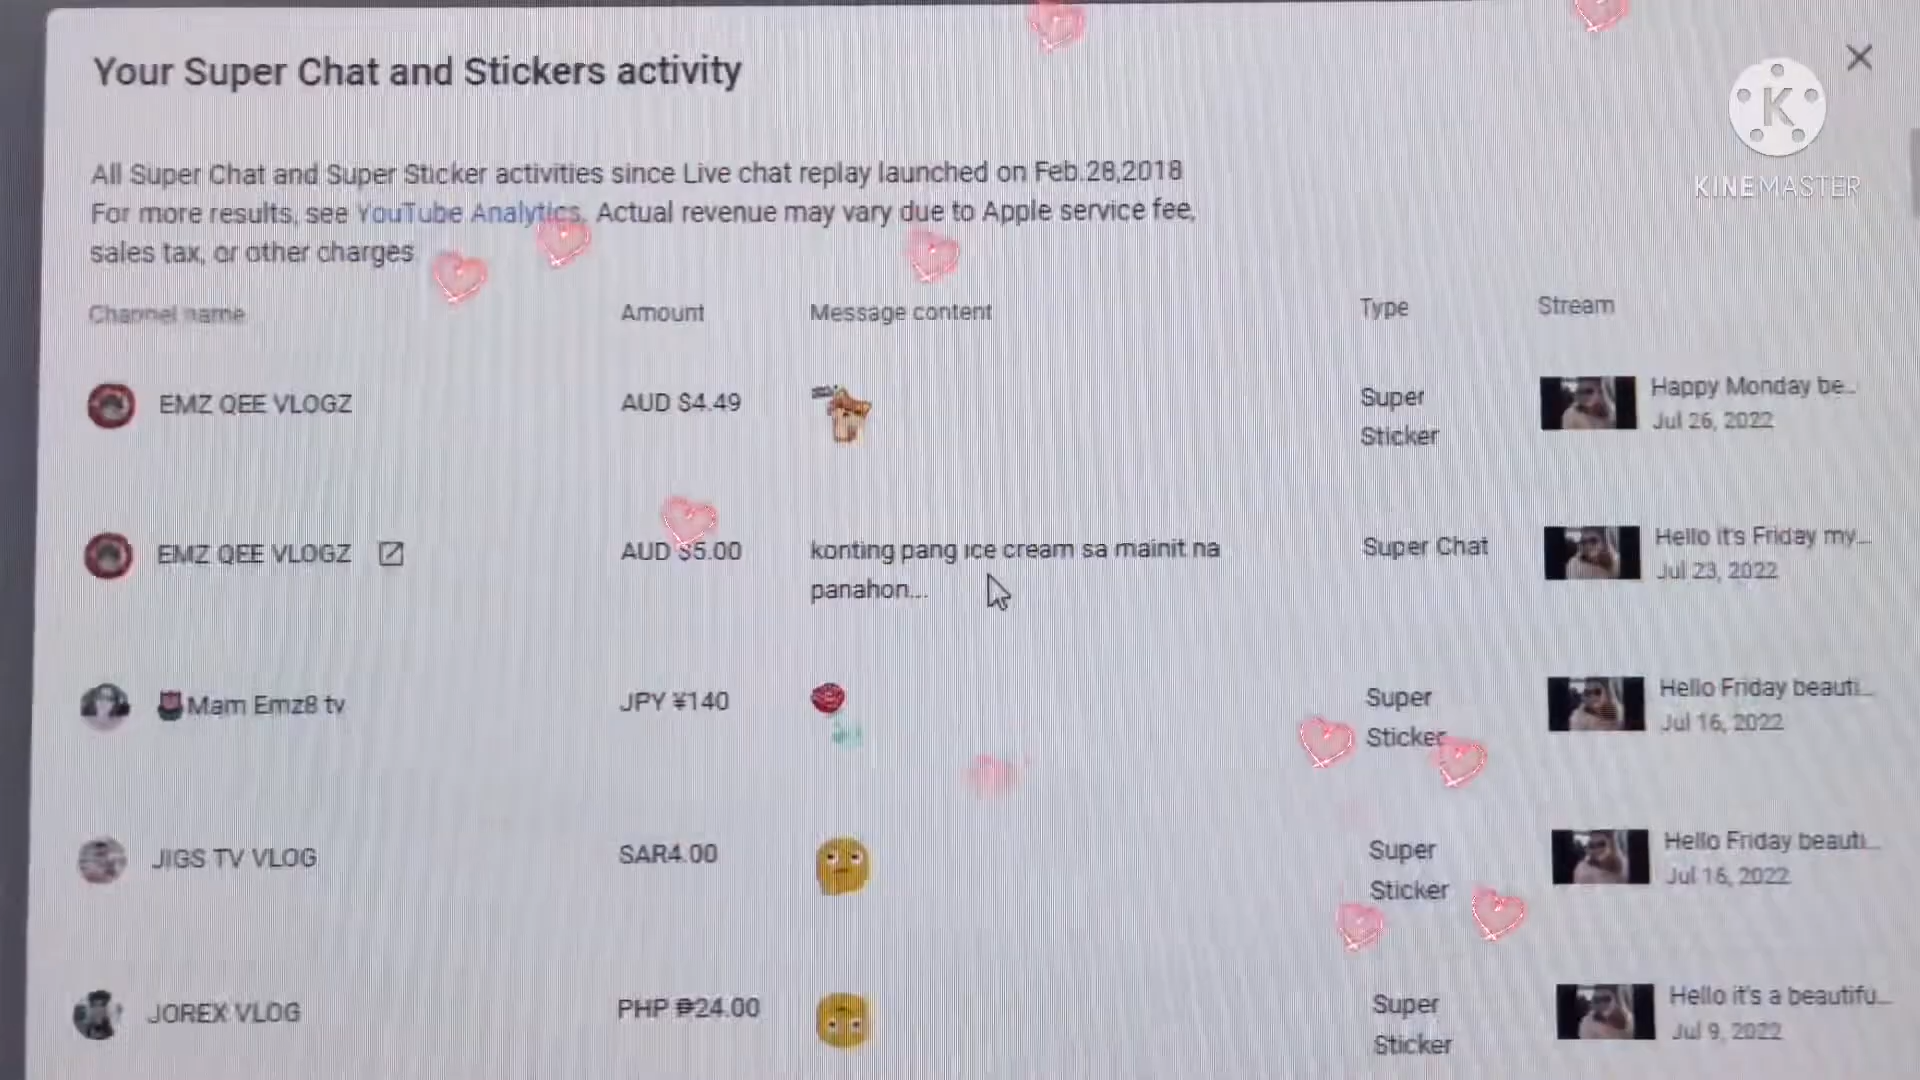 Your Super Chat and Stickers activity
KINEMASTER
All Super Chat and Super Sticker activities since Live chat replay launched on Feb.28,2018
For more results, see YouTube Analytics. Actual revenue may vary due to Apple service fee,
sales tax, or other charges
Channel name Amount Message content Type Stream
EMZ QEE VLOGZ AUD $4.49 Super Sticker Happy Monday be...
Jul 26, 2022
EMZ QEE VLOGZ AUD $5.00 konting pang ice cream sa mainit na panahon... Super Chat Hello it's Friday my...
Jul 23, 2022
Mam Emz8 tv JPY ¥140 Super Sticker Hello Friday beauti...
Jul 16, 2022
JIGS TV VLOG SAR4.00 Super Sticker Hello Friday beauti...
Jul 16, 2022
JOREX VLOG PHP ₱24.00 Super Sticker Hello it's a beautifu...
Jul 9, 2022